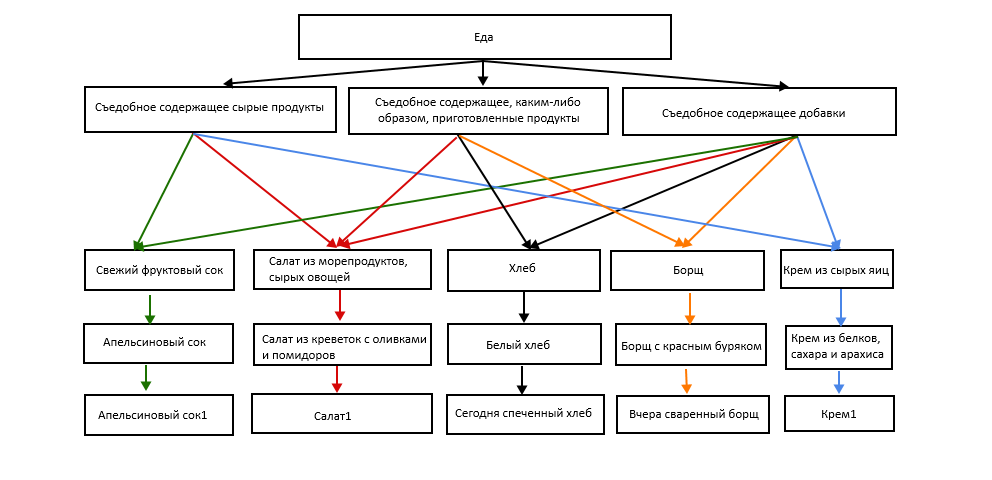 Еда
Съедобное содержащее сырые продукты
Съедобное содержащее, каким-либо
образом, приготовленные продукты
Съедобное содержащее добавки
Свежий фруктовый сок
Салат из морепродуктов,
сырых овощей
Хлеб
Борщ
Крем из сырых яиц
Апельсиновый сок
Салат из креветок с оливками
и помидоров
Белый хлеб
Борщ с красным буряком
Крем из белков,
сахара и арахиса
Апельсиновый сок1
Салат1
Сегодня спеченный хлеб
Вчера сваренный борщ
Крем1